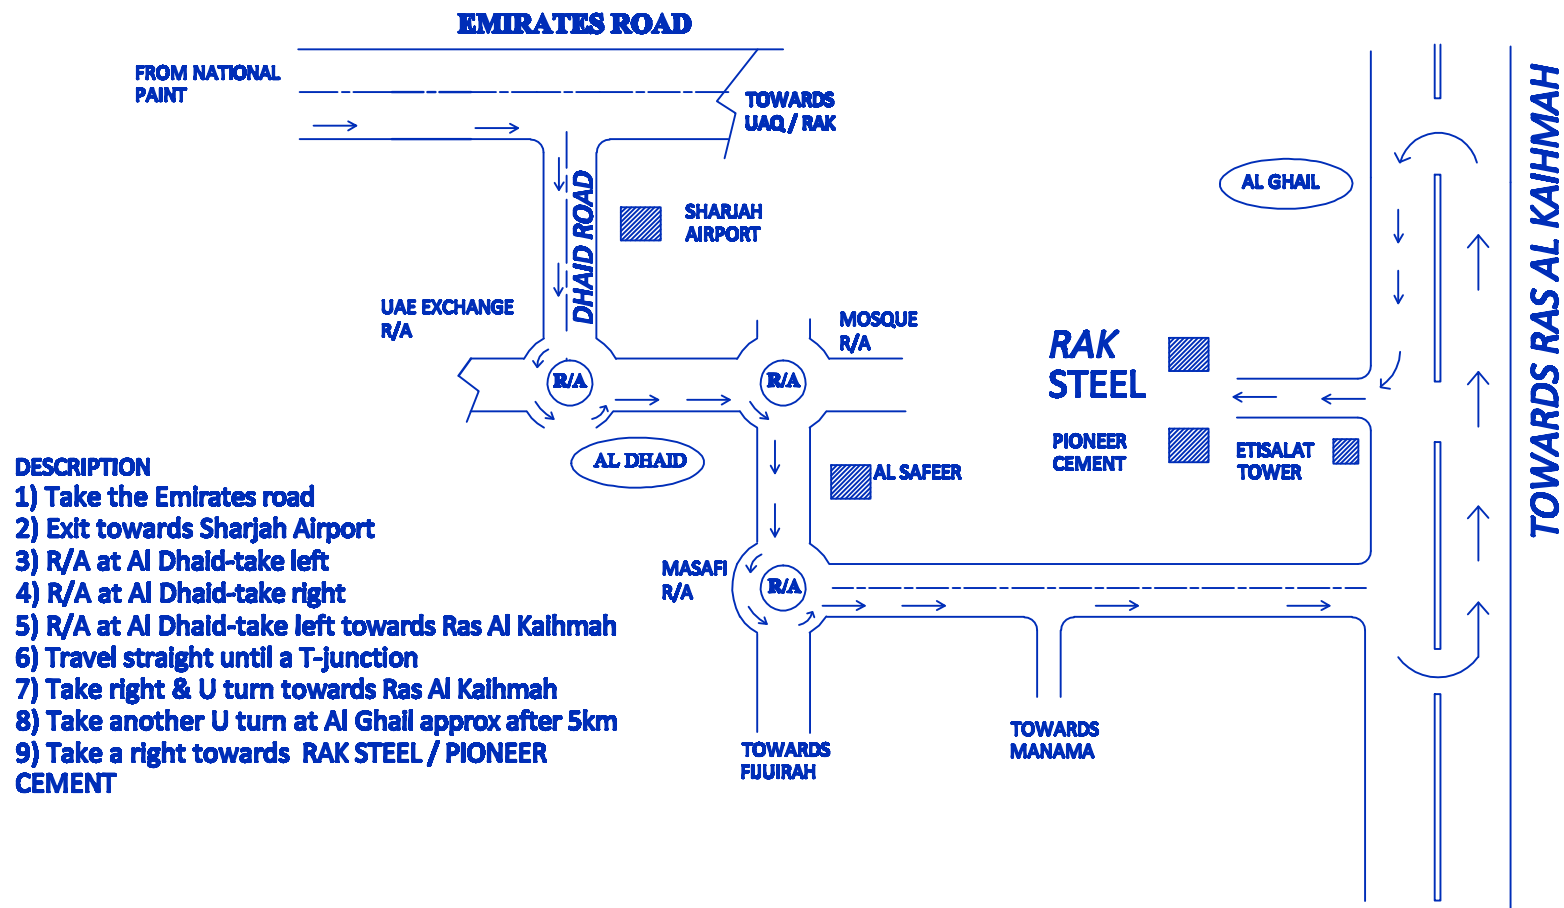 EMIRATES ROAD
FROM NATIONAL
PAINT
TOWARDS
UAQ / RAK
DHAID ROAD
SHARJAH
AIRPORT
AL GHAIL
TOWARDS RAS AL KAIHMAH
UAE EXCHANGE
R/A
MOSQUE
R/A
RAK
STEEL
R/A
R/A
PIONEER
CEMENT
ETISALAT
TOWER
AL DHAID
AL SAFEER
MASAFI
R/A
R/A
DESCRIPTION
1) Take the Emirates road
2) Exit towards Sharjah Airport
3) R/A at Al Dhaid-take left
4) R/A at Al Dhaid-take right
5) R/A at Al Dhaid-take left towards Ras Al Kaihmah
6) Travel straight until a T-junction
7) Take right & U turn towards Ras Al Kaihmah
8) Take another U turn at Al Ghail approx after 5km
9) Take a right towards  RAK STEEL / PIONEER
CEMENT
TOWARDS
FIJUIRAH
TOWARDS
MANAMA